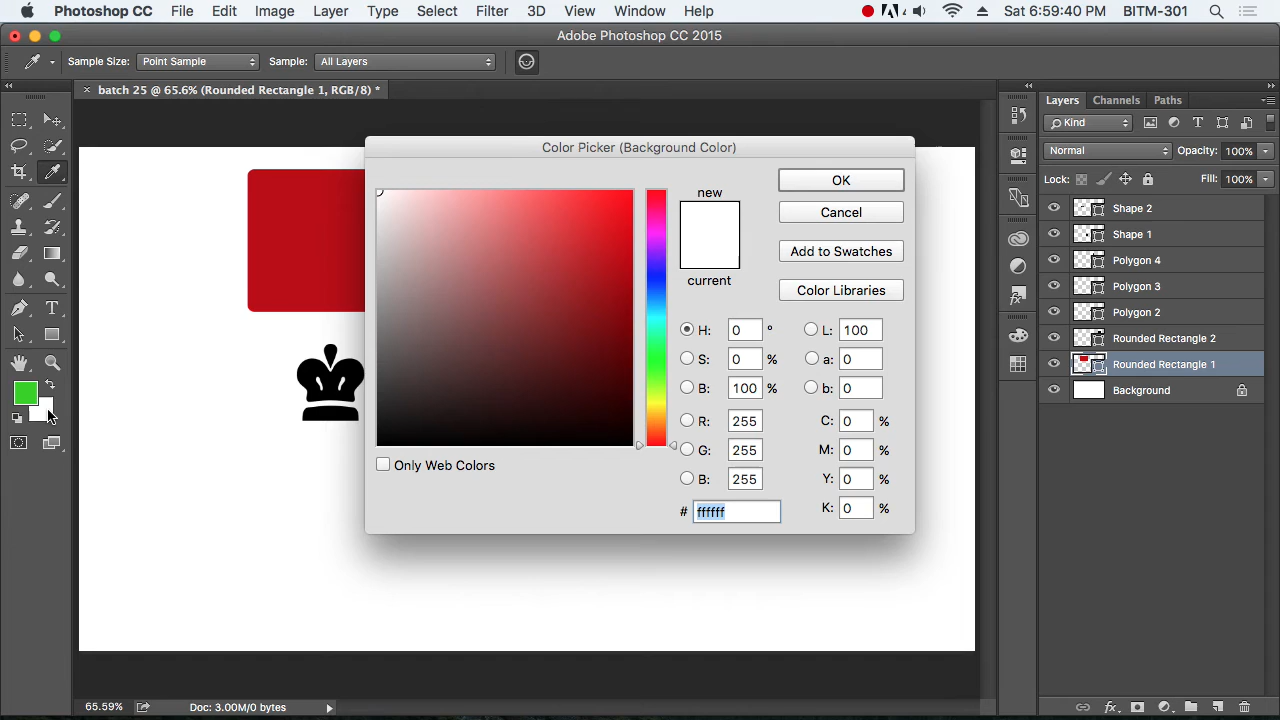 Photoshop CC File Edit Image Layer Type Select Filter 3D View Window Help 4 Sat 6:59:40 PM BITM-301
Adobe Photoshop CC 2015
Sample Size: Point Sample Sample: All Layers
batch 25 @ 65.6% (Rounded Rectangle 1, RGB/8) *
Layers Channels Paths
Kind
Normal Opacity: 100%
Lock: Fill: 100%
Shape 2
Shape 1
Polygon 4
Polygon 3
Polygon 2
Rounded Rectangle 2
Rounded Rectangle 1
Background
Color Picker (Background Color)
new
current
OK
Cancel
Add to Swatches
Color Libraries
H: 0 ° L: 100
S: 0 % a: 0
B: 100 % b: 0
R: 255 C: 0 %
G: 255 M: 0 %
B: 255 Y: 0 %
# ffffff K: 0 %
Only Web Colors
65.59% Doc: 3.00M/0 bytes